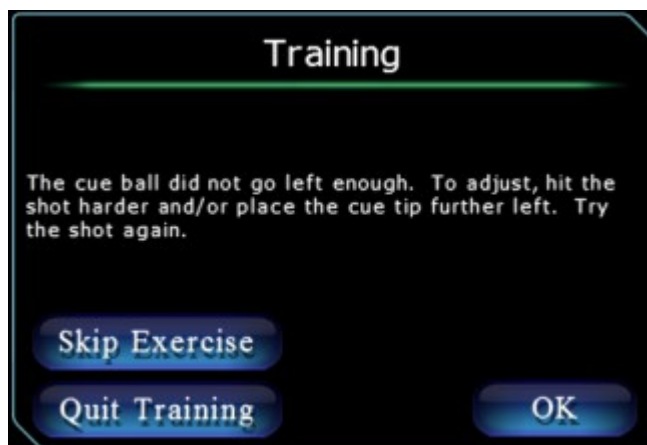 Training
The cue ball did not go left enough. To adjust, hit the
shot harder and/or place the cue tip further left. Try
the shot again.
Skip Exercise
Quit Training
OK